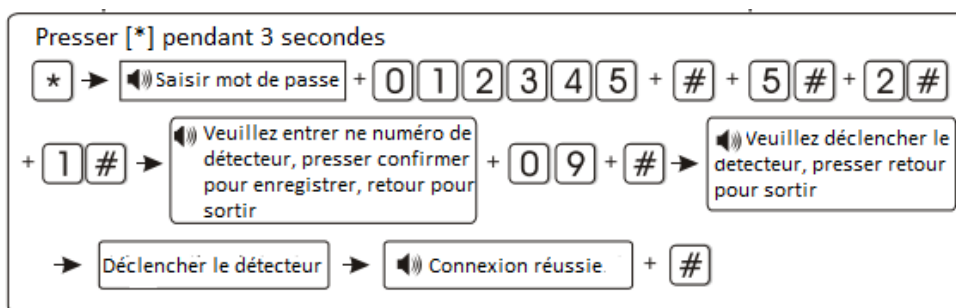 Presser [*] pendant 3 secondes
* Saisir mot de passe + 0 1 2 3 4 5 + # + 5 # + 2 #
+ 1 # Veuillez entrer ne numéro de
détecteur, presser confirmer
pour enregistrer, retour pour
sortir
+ 0 9 + # Veuillez déclencher le
detecteur, presser retour
pour sortir
Déclencher le détecteur Connexion réussie. + #